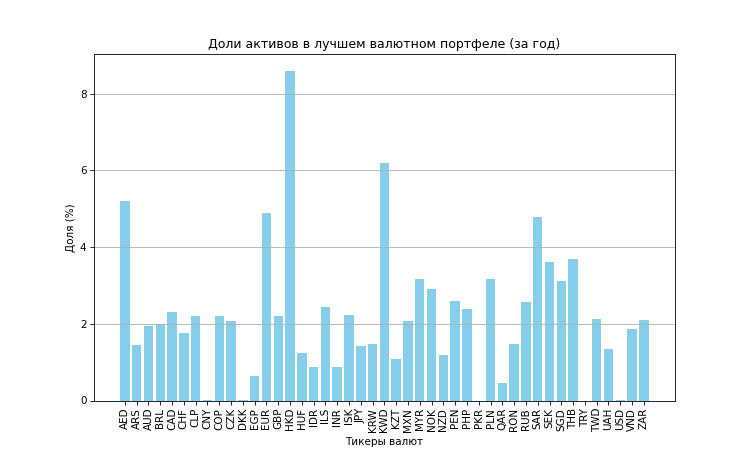 Доли активов в лучшем валютном портфеле (за год)
Доля (%)
8
6
4
2
0
AED
ARS
AUD
BRL
CAD
CHF
CLP
CNY
COP
CZK
DKK
EGP
EUR
GBP
HKD
HUF
IDR
ILS
INR
ISK
JPY
KRW
KWD
KZT
MXN
MYR
NOK
NZD
PEN
PHP
PKR
PLN
QAR
RON
RUB
SAR
SEK
SGD
THB
TRY
TWD
UAH
USD
VND
ZAR
Тикеры валют